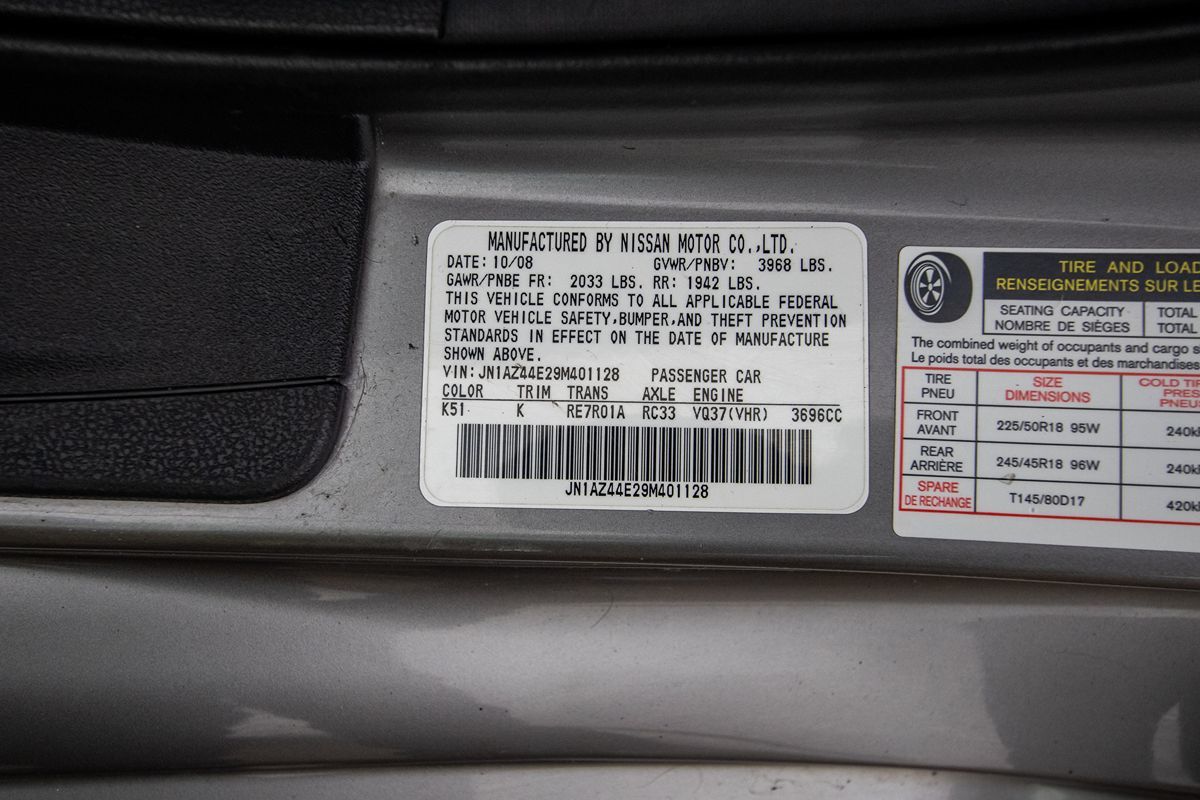 MANUFACTURED BY NISSAN MOTOR CO.,LTD.
DATE: 10/08 GVWR/PNBV: 3968 LBS.
GAWR/PNBE FR: 2033 LBS. RR: 1942 LBS.
THIS VEHICLE CONFORMS TO ALL APPLICABLE FEDERAL
MOTOR VEHICLE SAFETY,BUMPER,AND THEFT PREVENTION
STANDARDS IN EFFECT ON THE DATE OF MANUFACTURE
SHOWN ABOVE.
VIN: JN1AZ44E29M401128 PASSENGER CAR
COLOR TRIM TRANS AXLE ENGINE
K51 K RE7R01A RC33 VQ37(VHR) 3696CC
JN1AZ44E29M401128
TIRE AND LOAD
RENSEIGNEMENTS SUR LE
SEATING CAPACITY TOTAL
NOMBRE DE SIÈGES TOTAL
The combined weight of occupants and cargo s
Le poids total des occupants et des marchandises
TIRE SIZE COLD TI
PNEU DIMENSIONS PRES
PNEU
FRONT
AVANT 225/50R18 95W 240k
REAR
ARRIÈRE 245/45R18 96W 240k
SPARE
DE RECHANGE T145/80D17 420k